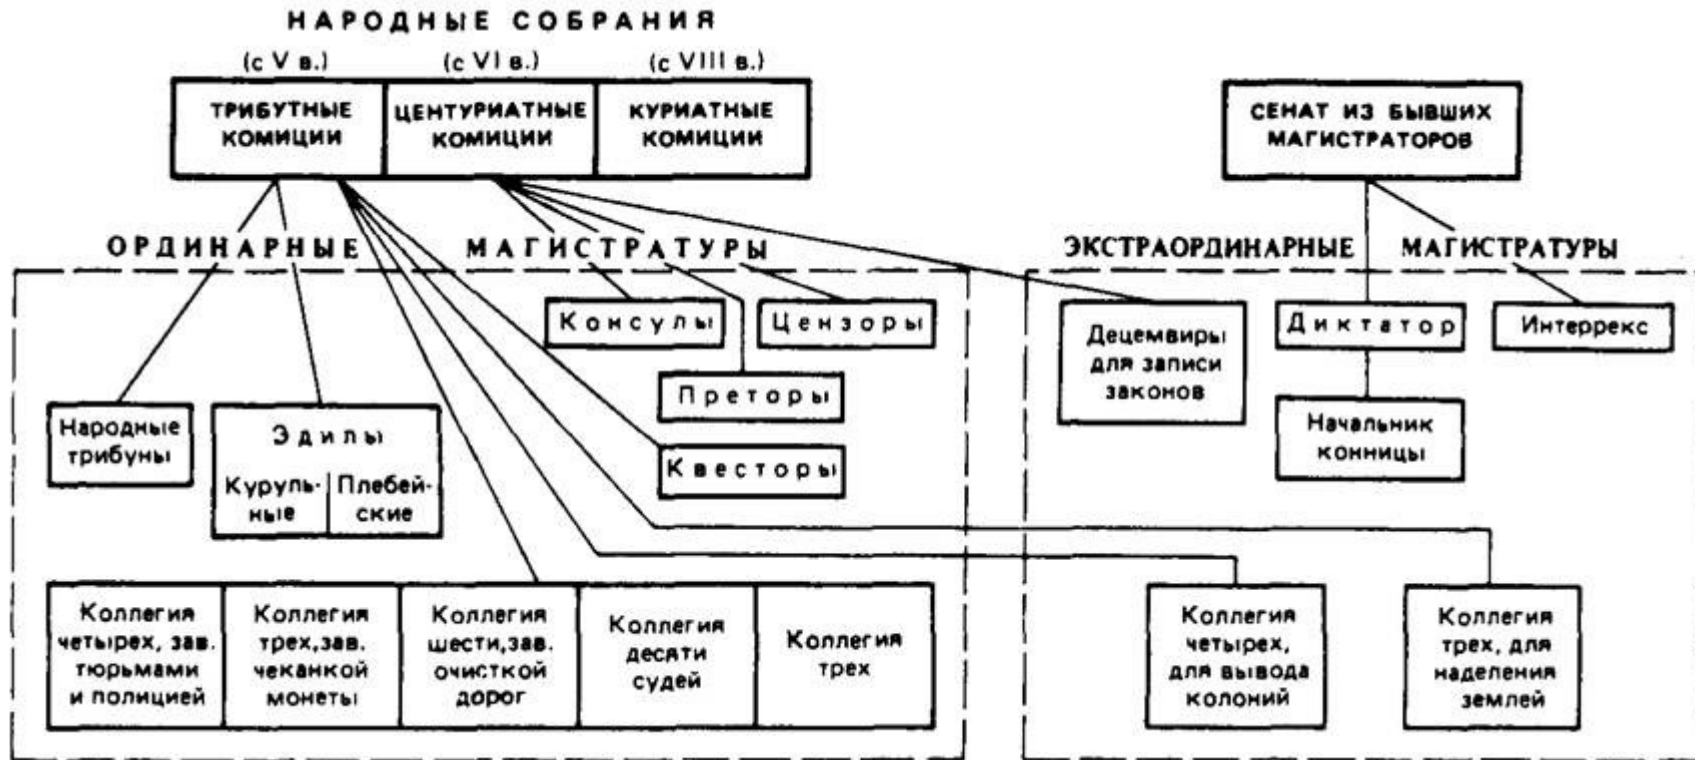 НАРОДНЫЕ СОБРАНИЯ
(с V в.)
(с VI в.)
(с VIII в.)
ТРИБУТНЫЕ
КОМИЦИИ
ЦЕНТУРИАТНЫЕ
КОМИЦИИ
КУРИАТНЫЕ
КОМИЦИИ
СЕНАТ ИЗ БЫВШИХ
МАГИСТРАТОРОВ
ОРДИНАРНЫЕ МАГИСТРАТУРЫ
ЭКСТРАОРДИНАРНЫЕ МАГИСТРАТУРЫ
Консулы
Цензоры
Преторы
Квесторы
Народные
трибуны
Эдилы
Куруль-
ные
Плебей-
ские
Децемвиры
для записи
законов
Диктатор
Интеррекс
Начальник
конницы
Коллегия
четырех, зав.
тюрьмами
и полицией
Коллегия
трех, зав.
чеканкой
монеты
Коллегия
шести, зав.
очисткой
дорог
Коллегия
десяти
судей
Коллегия
трех
Коллегия
четырех,
для вывода
колоний
Коллегия
трех, для
наделения
землей